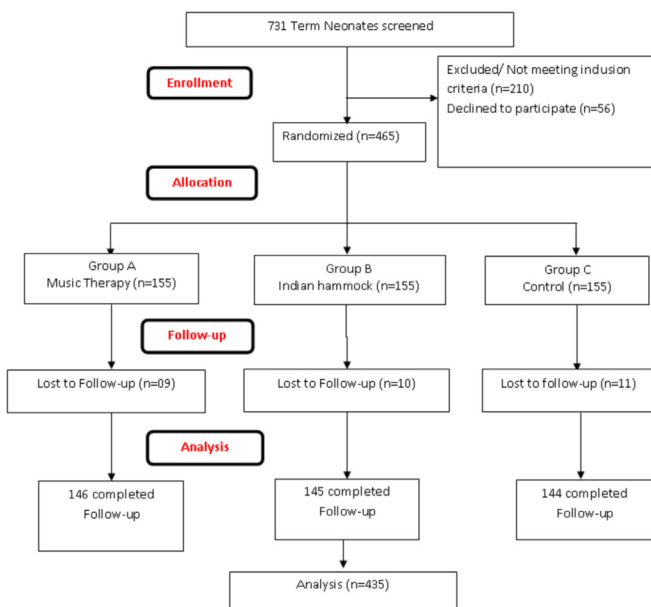 731 Term Neonates screened
Enrollment
Excluded/ Not meeting inclusion
criteria (n=210)
Declined to participate (n=56)
Randomized (n=465)
Allocation
Group A
Music Therapy (n=155)
Group B
Indian hammock (n=155)
Group C
Control (n=155)
Follow-up
Lost to Follow-up (n=09)
Lost to Follow-up (n=10)
Lost to follow-up (n=11)
Analysis
146 completed
Follow-up
145 completed
Follow-up
144 completed
Follow-up
Analysis (n=435)